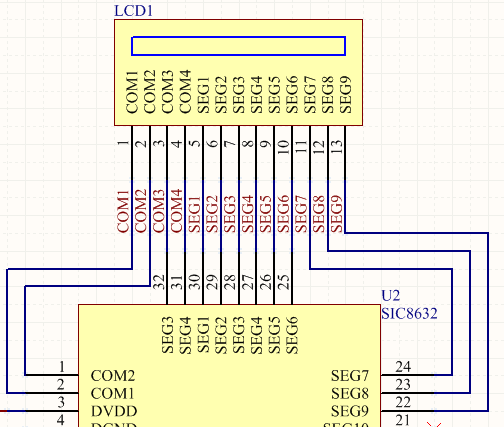 LCD1
COM1 COM2 COM3 COM4 SEG1 SEG2 SEG3 SEG4 SEG5 SEG6 SEG7 SEG8 SEG9
1 2 3 4 5 6 7 8 9 10 11 12 13
COM1 COM2 COM3 COM4 SEG1 SEG2 SEG3 SEG4 SEG5 SEG6 SEG7 SEG8 SEG9
32 31 30 29 28 27 26 25
U2
SIC8632
SEG3 SEG4 SEG1 SEG2 SEG3 SEG4 SEG5 SEG6
1 COM2 SEG7 24
2 COM1 SEG8 23
3 DVDD SEG9 22
4 DGND SEG10 21